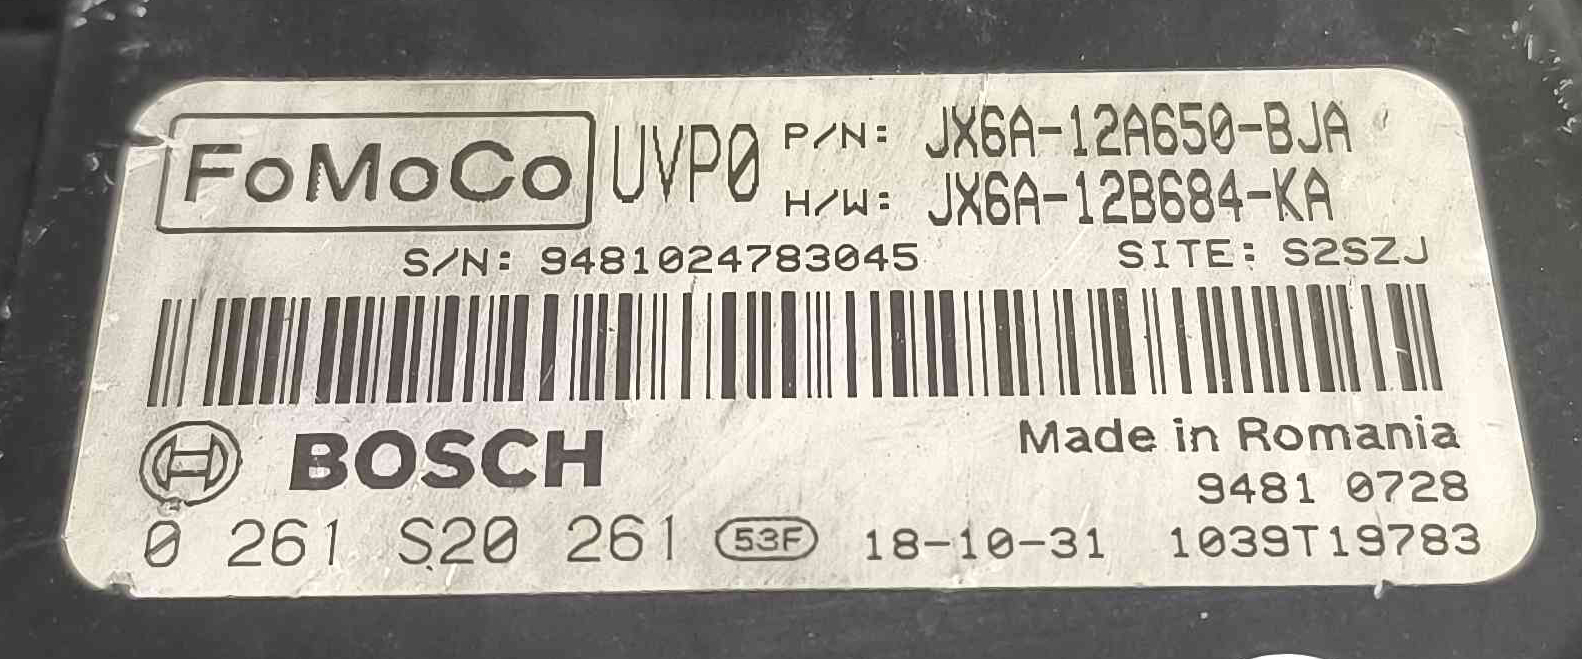 FoMoCo UVP0 P/N: JX6A-12A650-BJA
H/W: JX6A-12B684-KA
S/N: 9481024783045 SITE: S2SZJ
BOSCH Made in Romania
9481 0728
0 261 S20 261 53F 18-10-31 1039T19783